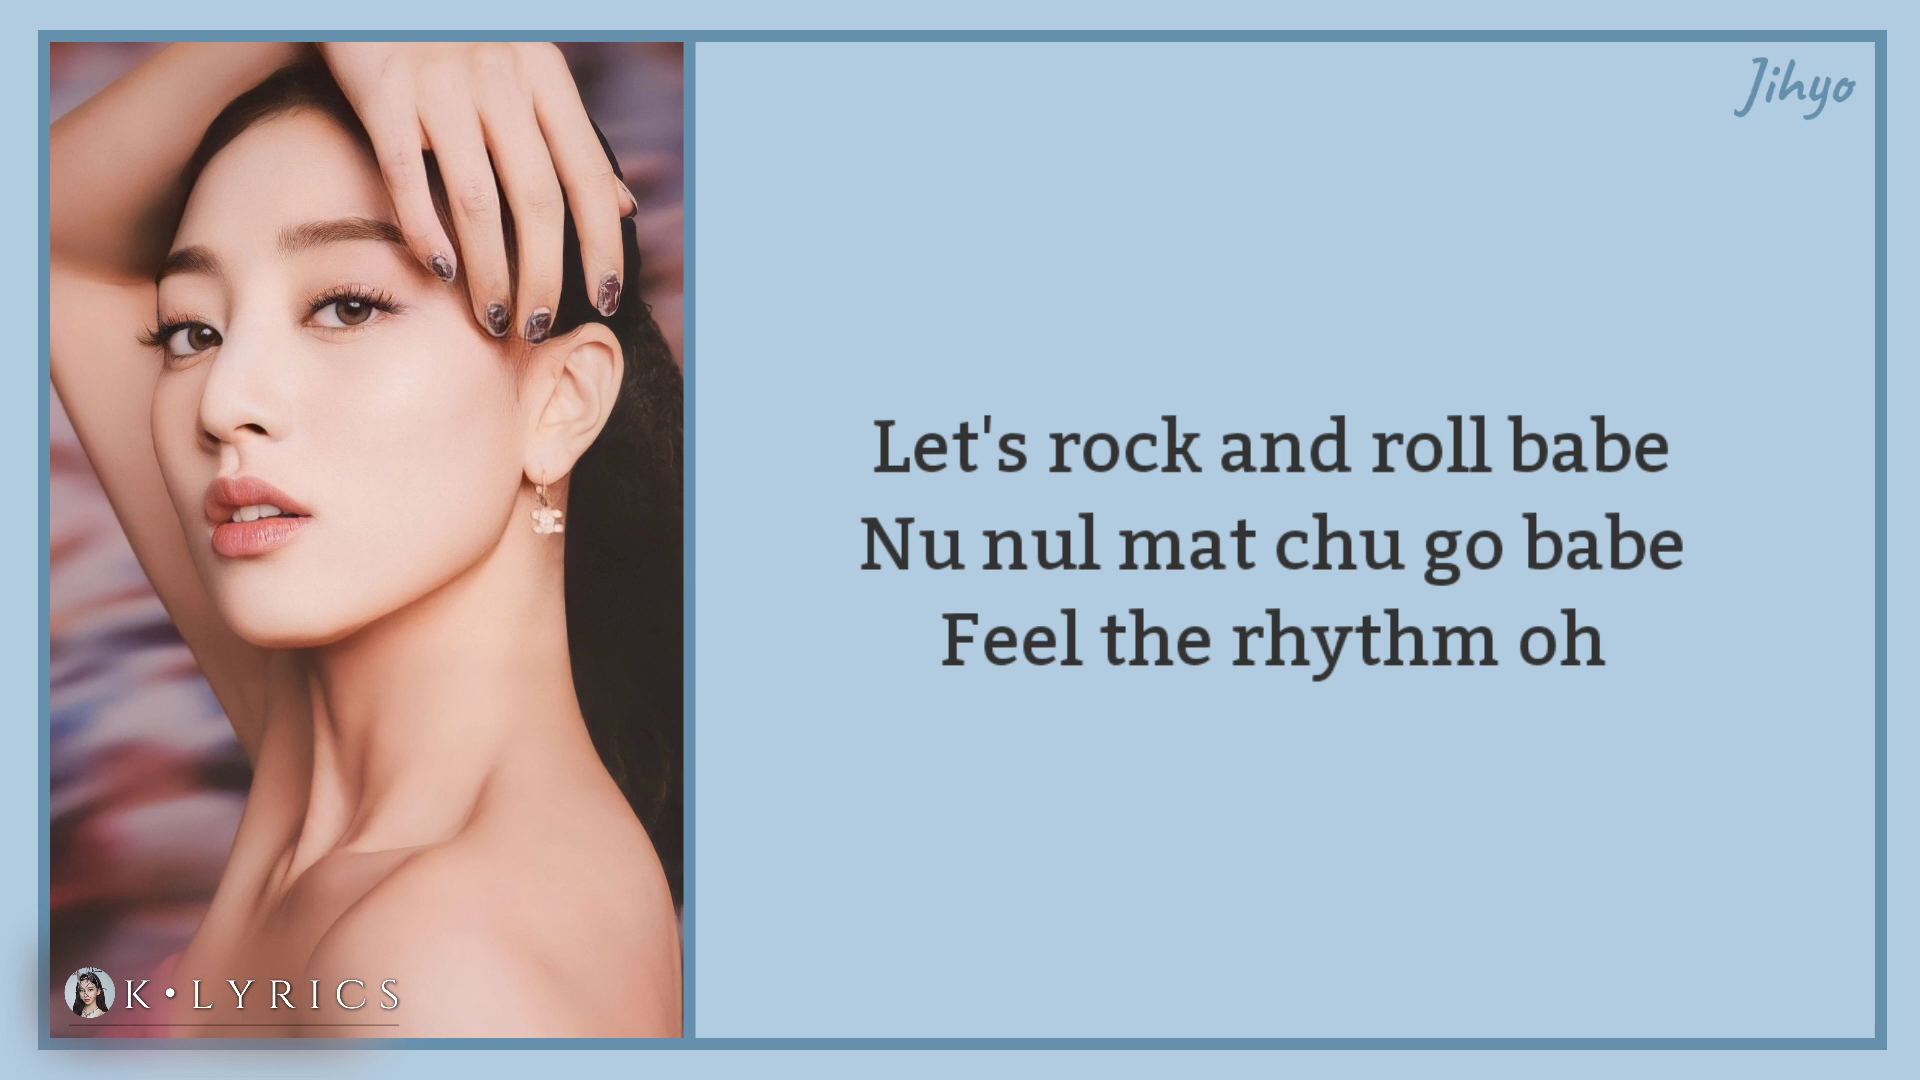 Jihyo
Let's rock and roll babe
Nu nul mat chu go babe
Feel the rhythm oh
K•LYRICS